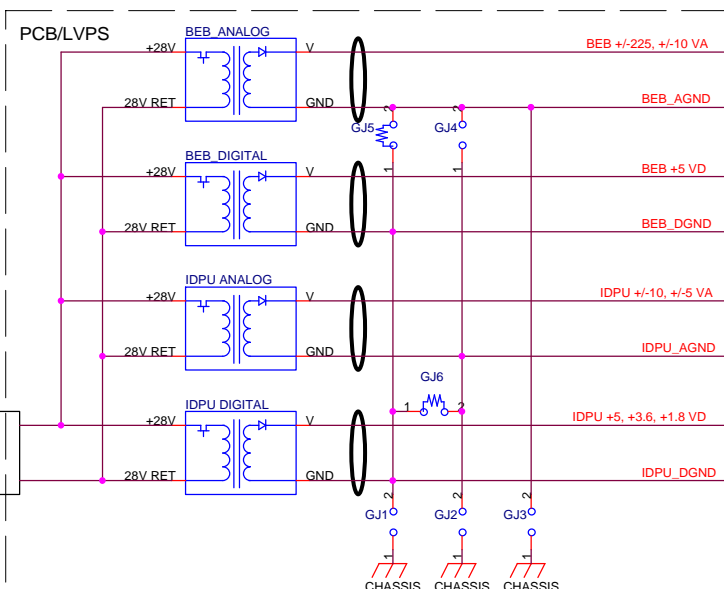 PCB/LVPS
BEB_ANALOG
+28V
V
BEB +/-225, +/-10 VA
28V RET
GND
BEB_AGND
2
2
GJ5
GJ4
1
1
BEB_DIGITAL
+28V
V
BEB +5 VD
28V RET
GND
BEB_DGND
IDPU ANALOG
+28V
V
IDPU +/-10, +/-5 VA
28V RET
GND
IDPU_AGND
GJ6
1
2
IDPU DIGITAL
+28V
V
IDPU +5, +3.6, +1.8 VD
28V RET
GND
IDPU_DGND
2
2
2
GJ1
GJ2
GJ3
1
1
1
CHASSIS
CHASSIS
CHASSIS